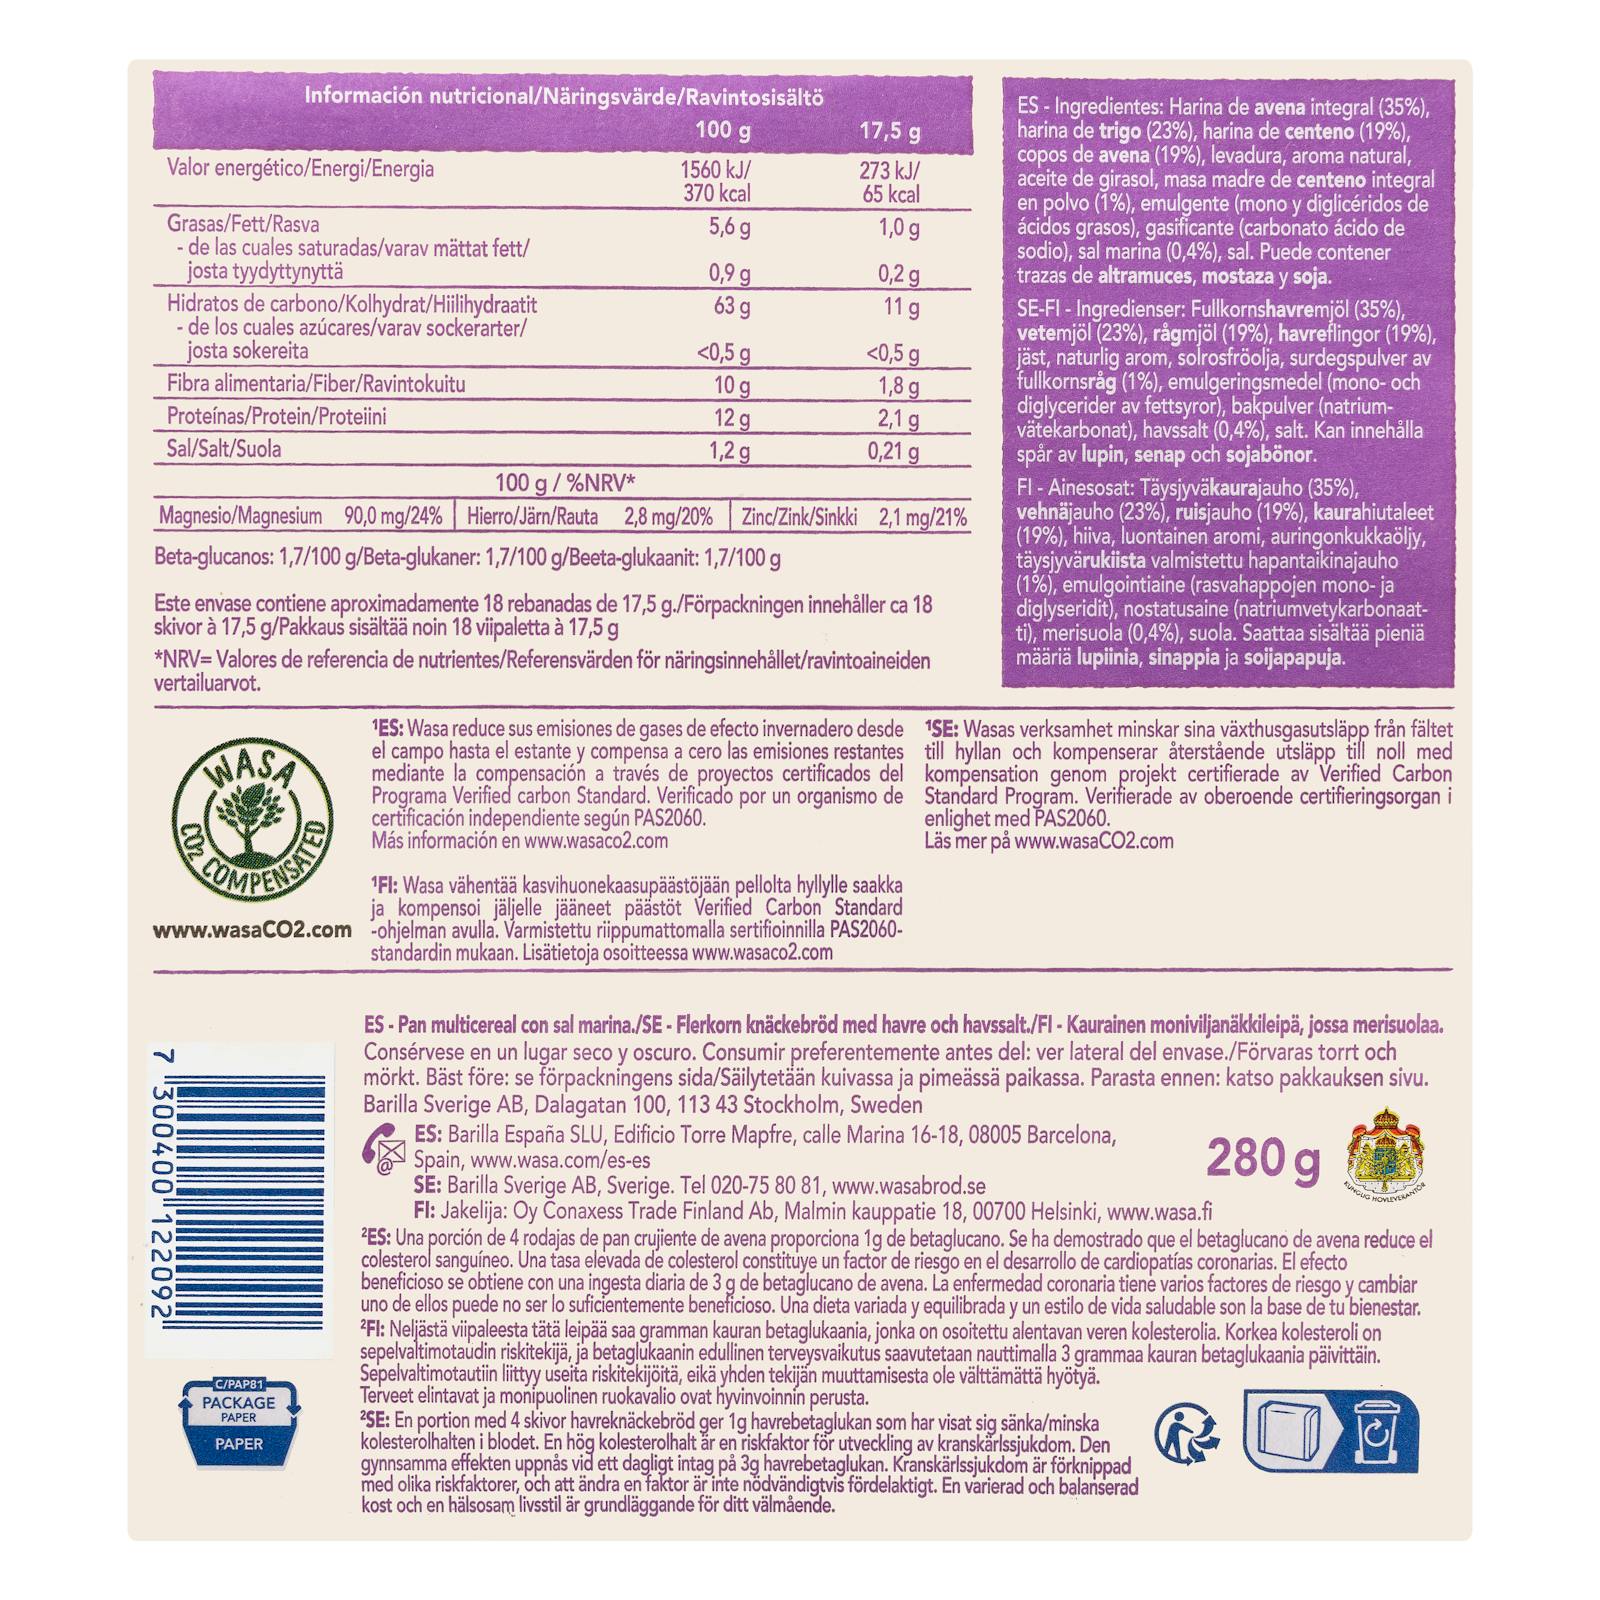 Información nutricional/Näringsvärde/Ravintosisältö
100 g 17,5 g
Valor energético/Energi/Energia 1560 kJ/ 273 kJ/
370 kcal 65 kcal
Grasas/Fett/Rasva 5,6 g 1,0 g
- de las cuales saturadas/varav mättat fett/
josta tyydyttynyttä 0,9 g 0,2 g
Hidratos de carbono/Kolhydrat/Hiilihydraatit 63 g 11 g
- de los cuales azúcares/varav sockerarter/
josta sokereita <0,5 g <0,5 g
Fibra alimentaria/Fiber/Ravintokuitu 10 g 1,8 g
Proteínas/Protein/Proteiini 12 g 2,1 g
Sal/Salt/Suola 1,2 g 0,21 g
100 g / %NRV*
Magnesio/Magnesium 90,0 mg/24% Hierro/Järn/Rauta 2,8 mg/20% Zinc/Zink/Sinkki 2,1 mg/21%
Beta-glucanos: 1,7/100 g/Beta-glukaner: 1,7/100 g/Beeta-glukaanit: 1,7/100 g
Este envase contiene aproximadamente 18 rebanadas de 17,5 g./Förpackningen innehåller ca 18
skivor à 17,5 g/Pakkaus sisältää noin 18 viipaletta à 17,5 g
*NRV= Valores de referencia de nutrientes/Referensvärden för näringsinnehållet/ravintoaineiden
vertailuarvot.
ES - Ingredientes: Harina de avena integral (35%),
harina de trigo (23%), harina de centeno (19%),
copos de avena (19%), levadura, aroma natural,
aceite de girasol, masa madre de centeno integral
en polvo (1%), emulgente (mono y diglicéridos de
ácidos grasos), gasificante (carbonato ácido de
sodio), sal marina (0,4%), sal. Puede contener
trazas de altramuces, mostaza y soja.
SE-FI - Ingredienser: Fullkornshavremjöl (35%),
vetemjöl (23%), rågmjöl (19%), havreflingor (19%),
jäst, naturlig arom, solrosfröolja, surdegspulver av
fullkornsråg (1%), emulgeringsmedel (mono- och
diglycerider av fettsyror), bakpulver (natrium-
vätekarbonat), havssalt (0,4%), salt. Kan innehålla
spår av lupin, senap och sojabönor.
FI - Ainesosat: Täysjyväkaurajauho (35%),
vehnäjauho (23%), ruisjauho (19%), kaurahiutaleet
(19%), hiiva, luontainen aromi, auringonkukkaöljy,
täysjyvärukiista valmistettu hapantaikinajauho
(1%), emulgointiaine (rasvahappojen mono- ja
diglyseridit), nostatusaine (natriumvetykarbonaat-
ti), merisuola (0,4%), suola. Saattaa sisältää pieniä
määriä lupiinia, sinappia ja soijapapuja.
WASA
CO2 COMPENSATED
www.wasaCO2.com
¹ES: Wasa reduce sus emisiones de gases de efecto invernadero desde
el campo hasta el estante y compensa a cero las emisiones restantes
mediante la compensación a través de proyectos certificados del
Programa Verified carbon Standard. Verificado por un organismo de
certificación independiente según PAS2060.
Más información en www.wasaco2.com
¹FI: Wasa vähentää kasvihuonekaasupäästöjään pellolta hyllylle saakka
ja kompensoi jäljelle jääneet päästöt Verified Carbon Standard
-ohjelman avulla. Varmistettu riippumattomalla sertifioinnilla PAS2060-
standardin mukaan. Lisätietoja osoitteessa www.wasaco2.com
¹SE: Wasas verksamhet minskar sina växthusgasutsläpp från fältet
till hyllan och kompenserar återstående utsläpp till noll med
kompensation genom projekt certifierade av Verified Carbon
Standard Program. Verifierade av oberoende certifieringsorgan i
enlighet med PAS2060.
Läs mer på www.wasaCO2.com
ES - Pan multicereal con sal marina./SE - Flerkorn knäckebröd med havre och havssalt./FI - Kaurainen moniviljanäkkileipä, jossa merisuolaa.
Consérvese en un lugar seco y oscuro. Consumir preferentemente antes del: ver lateral del envase./Förvaras torrt och
mörkt. Bäst före: se förpackningens sida/Säilytetään kuivassa ja pimeässä paikassa. Parasta ennen: katso pakkauksen sivu.
Barilla Sverige AB, Dalagatan 100, 113 43 Stockholm, Sweden
ES: Barilla España SLU, Edificio Torre Mapfre, calle Marina 16-18, 08005 Barcelona,
Spain, www.wasa.com/es-es
SE: Barilla Sverige AB, Sverige. Tel 020-75 80 81, www.wasabrod.se
FI: Jakelija: Oy Conaxess Trade Finland Ab, Malmin kauppatie 18, 00700 Helsinki, www.wasa.fi
280 g
KUNGLIG HOVLEVERANTÖR
²ES: Una porción de 4 rodajas de pan crujiente de avena proporciona 1g de betaglucano. Se ha demostrado que el betaglucano de avena reduce el
colesterol sanguíneo. Una tasa elevada de colesterol constituye un factor de riesgo en el desarrollo de cardiopatías coronarias. El efecto
beneficioso se obtiene con una ingesta diaria de 3 g de betaglucano de avena. La enfermedad coronaria tiene varios factores de riesgo y cambiar
uno de ellos puede no ser lo suficientemente beneficioso. Una dieta variada y equilibrada y un estilo de vida saludable son la base de tu bienestar.
²FI: Neljästä viipaleesta tätä leipää saa gramman kauran betaglukaania, jonka on osoitettu alentavan veren kolesterolia. Korkea kolesteroli on
sepelvaltimotaudin riskitekijä, ja betaglukaanin edullinen terveysvaikutus saavutetaan nauttimalla 3 grammaa kauran betaglukaania päivittäin.
Sepelvaltimotautiin liittyy useita riskitekijöitä, eikä yhden tekijän muuttamisesta ole välttämättä hyötyä.
Terveet elintavat ja monipuolinen ruokavalio ovat hyvinvoinnin perusta.
²SE: En portion med 4 skivor havreknäckebröd ger 1g havrebetaglukan som har visat sig sänka/minska
kolesterolhalten i blodet. En hög kolesterolhalt är en riskfaktor för utveckling av kranskärlssjukdom. Den
gynnsamma effekten uppnås vid ett dagligt intag på 3g havrebetaglukan. Kranskärlssjukdom är förknippad
med olika riskfaktorer, och att ändra en faktor är inte nödvändigtvis fördelaktigt. En varierad och balanserad
kost och en hälsosam livsstil är grundläggande för ditt välmående.
7 300400 122092
C/PAP81
PACKAGE
PAPER
PAPER